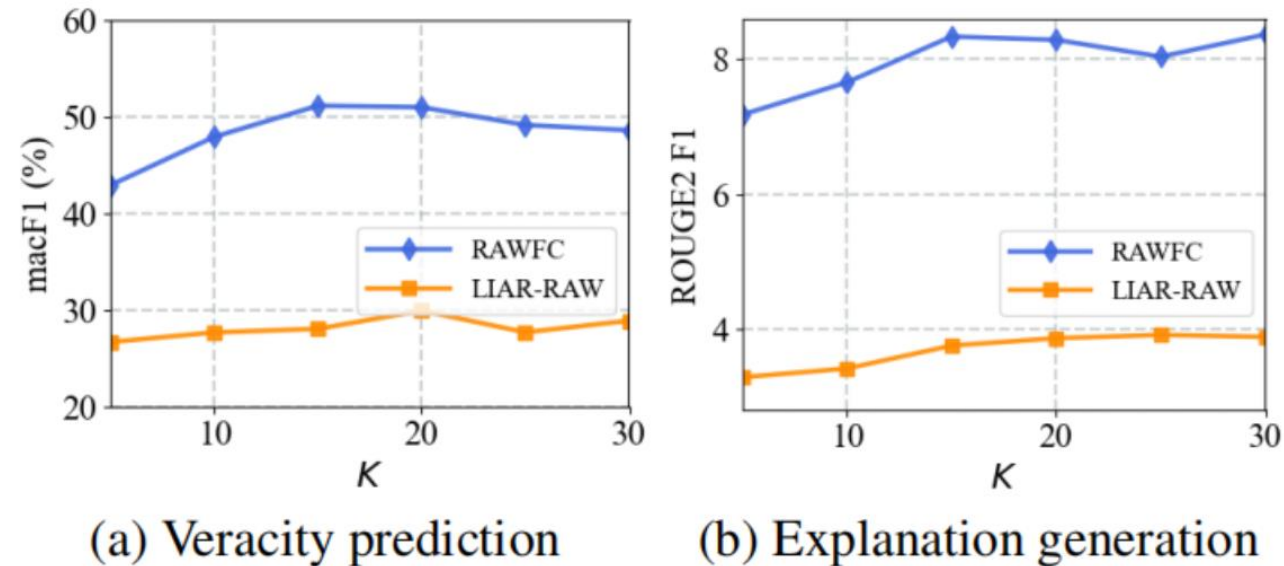 60
50
40
30
20
macF1 (%)
RAWFC
LIAR-RAW
10
20
30
K
(a) Veracity prediction
8
6
4
ROUGE2 F1
RAWFC
LIAR-RAW
10
20
30
K
(b) Explanation generation